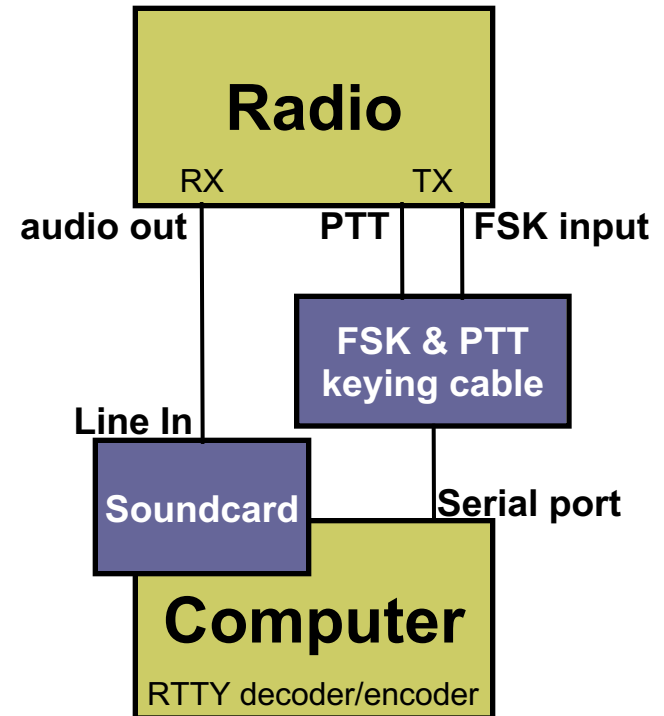 Radio
RX TX
audio out PTT FSK input
FSK & PTT
keying cable
Line In
Soundcard
Serial port
Computer
RTTY decoder/encoder